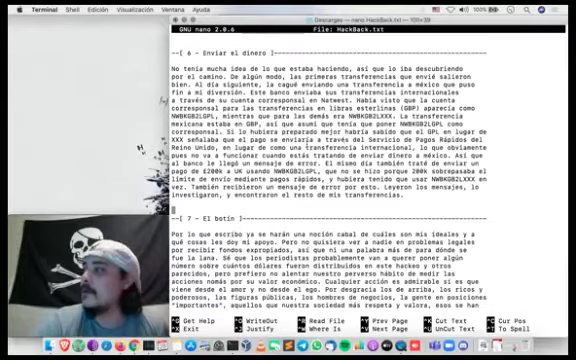 Terminal Shell Edición Visualización Ventana Ayuda
100%
Descargas — nano HackBack.txt — 100×39
GNU nano 2.0.6 File: HackBack.txt
--[ 6 - Enviar el dinero ]
No tenía mucha idea de lo que estaba haciendo, así que lo iba descubriendo
por el camino. De algún modo, las primeras transferencias que envié salieron
bien. Al día siguiente, la cagué enviando una transferencia a méxico que puso
fin a mi diversión. Este banco enviaba sus transferencias internacionales
a través de su cuenta corresponsal en Natwest. Había visto que la cuenta
corresponsal para las transferencias en libras esterlinas (GBP) aparecía como
NWBKGB2LGPL, mientras que para las demás era NWBKGB2LXXX. La transferencia
mexicana estaba en GBP, así que asumí que tenía que poner NWBKGB2LGPL como
corresponsal. Si lo hubiera preparado mejor habría sabido que el GPL en lugar de
XXX señalaba que el pago se enviaría a través del Servicio de Pagos Rápidos del
Reino Unido, en lugar de como una transferencia internacional, lo que obviamente
pues no va a funcionar cuando estás tratando de enviar dinero a méxico. Así que
al banco le llegó un mensaje de error. El mismo día también traté de enviar un
pago de £200k a UK usando NWBKGB2LGPL, que no se hizo porque 200k sobrepasaba el
límite de envío mediante pagos rápidos, y hubiera tenido que usar NWBKGB2LXXX en
vez. También recibieron un mensaje de error por esto. Leyeron los mensajes, lo
investigaron, y encontraron el resto de mis transferencias.
--[ 7 - El botín ]
Por lo que escribo ya se harán una noción cabal de cuáles son mis ideales y a
qué cosas les doy mi apoyo. Pero no quisiera ver a nadie en problemas legales
por recibir fondos expropiados, así que ni una palabra más de para dónde se
fue la lana. Sé que los periodistas probablemente van a querer poner algún
número sobre cuántos dólares fueron distribuidos en este hackeo y otros
parecidos, pero prefiero no alentar nuestro perverso hábito de medir las
acciones nomás por su valor económico. Cualquier acción es admirable si es que
viene desde el amor y no desde el ego. Por desgracia los de arriba, los ricos y
poderosos, las figuras públicas, los hombres de negocios, la gente en posiciones
"importantes", aquellos que nuestra sociedad más respeta y valora, esos se han
^G Get Help ^O WriteOut ^R Read File ^Y Prev Page ^K Cut Text ^C Cur Pos
^X Exit ^J Justify ^W Where Is ^V Next Page ^U UnCut Text ^T To Spell